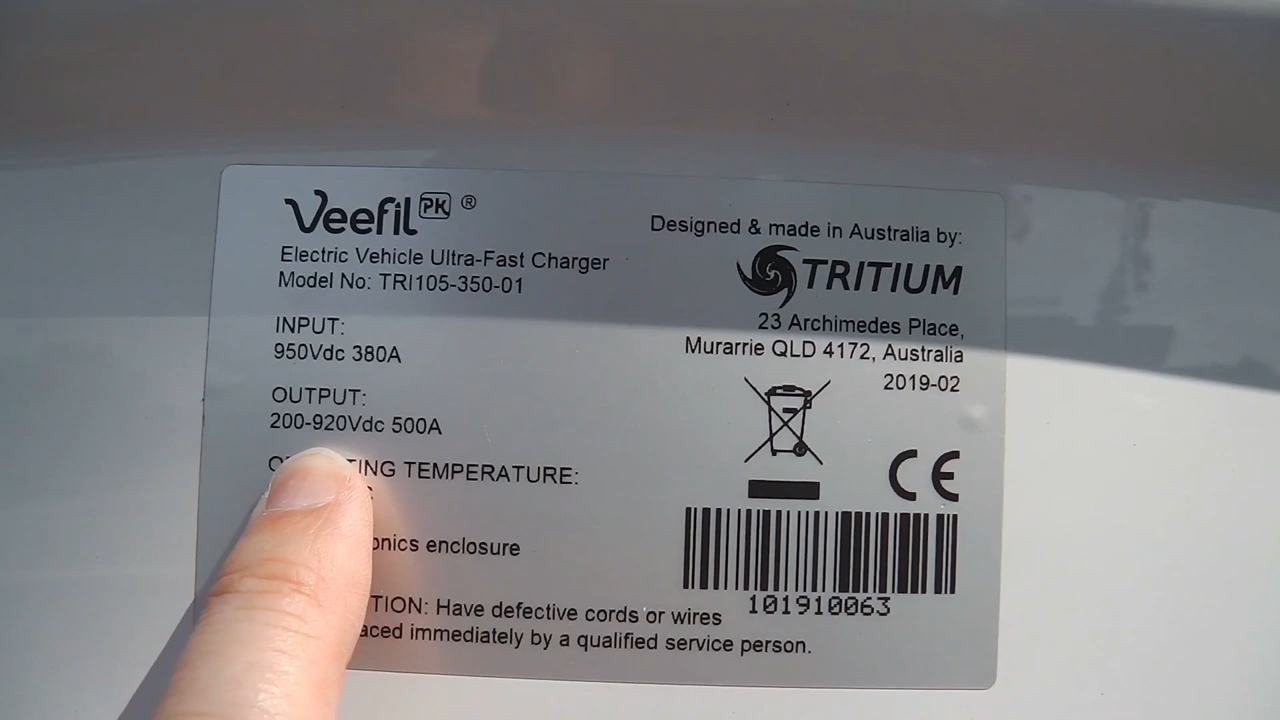 Veefil PK ®
Electric Vehicle Ultra-Fast Charger
Model No: TRI105-350-01
INPUT:
950Vdc 380A
OUTPUT:
200-920Vdc 500A
TING TEMPERATURE:
C
onics enclosure
TION: Have defective cords or wires
aced immediately by a qualified service person.
Designed & made in Australia by:
TRITIUM
23 Archimedes Place,
Murarrie QLD 4172, Australia
2019-02
CE
101910063